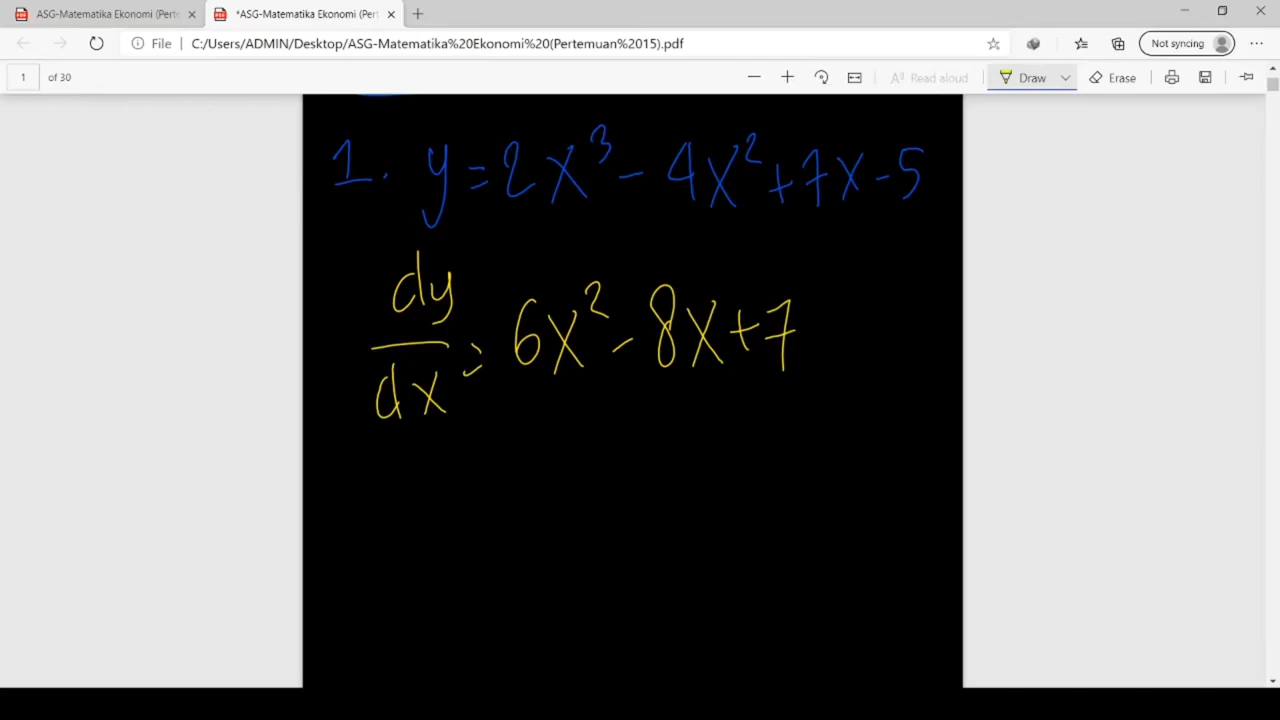 ASG-Matematika Ekonomi (Perte
*ASG-Matematika Ekonomi (Pert
File | C:/Users/ADMIN/Desktop/ASG-Matematika%20Ekonomi%20(Pertemuan%2015).pdf
Not syncing
1 of 30
Read aloud
Draw
Erase
1. y = 2x³ - 4x² + 7x - 5
dy/dx = 6x² - 8x + 7